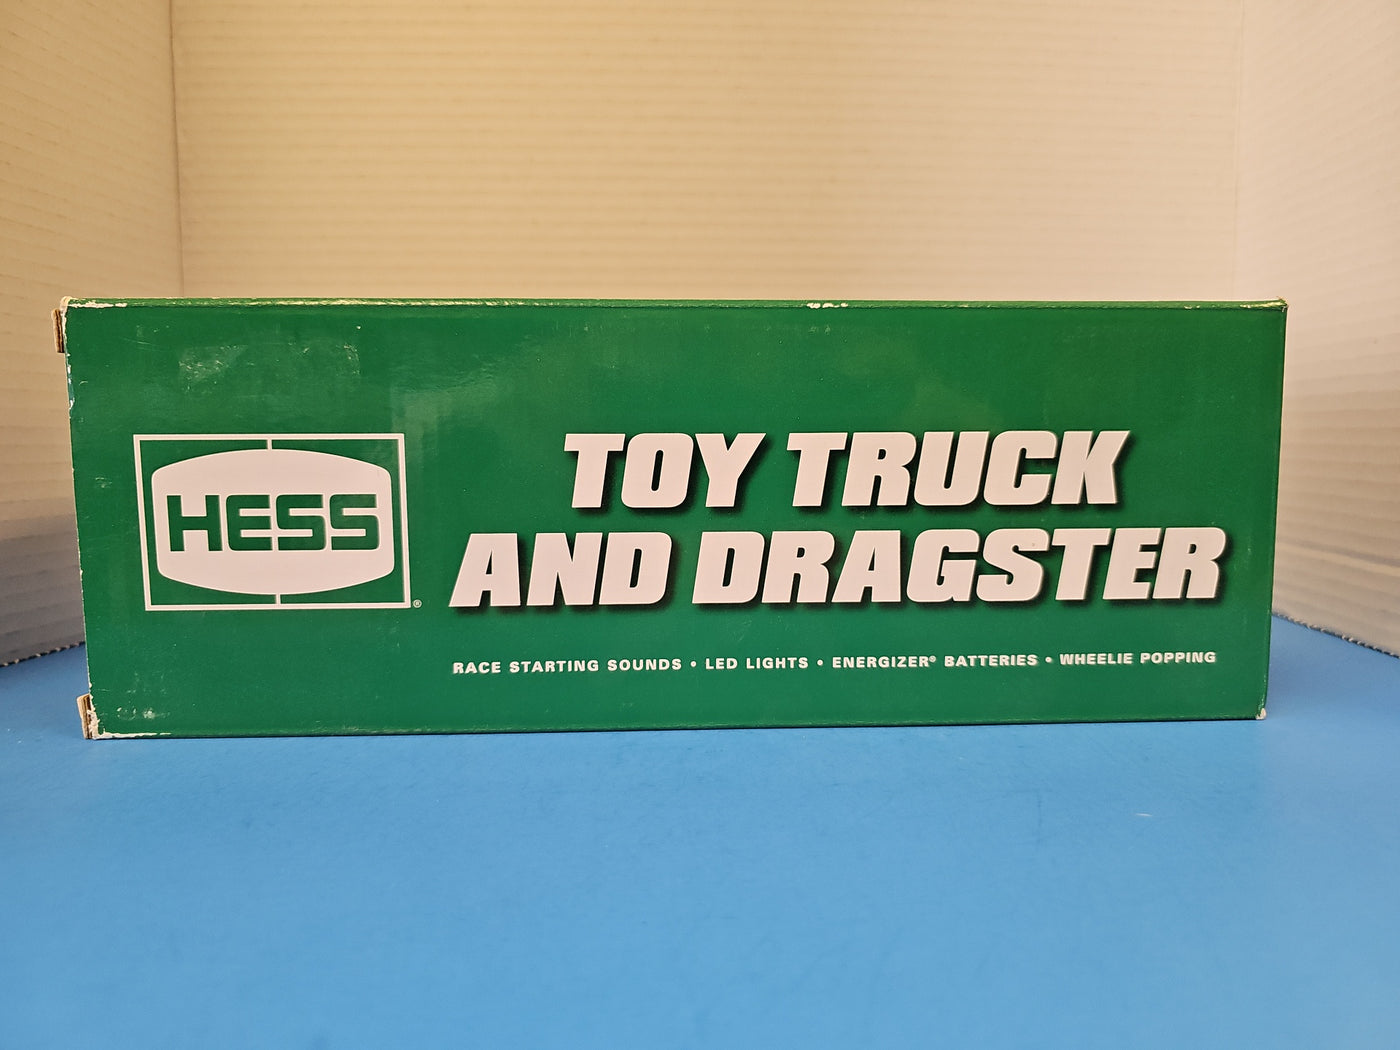 HESS
®
TOY TRUCK
AND DRAGSTER
RACE STARTING SOUNDS • LED LIGHTS • ENERGIZER® BATTERIES • WHEELIE POPPING